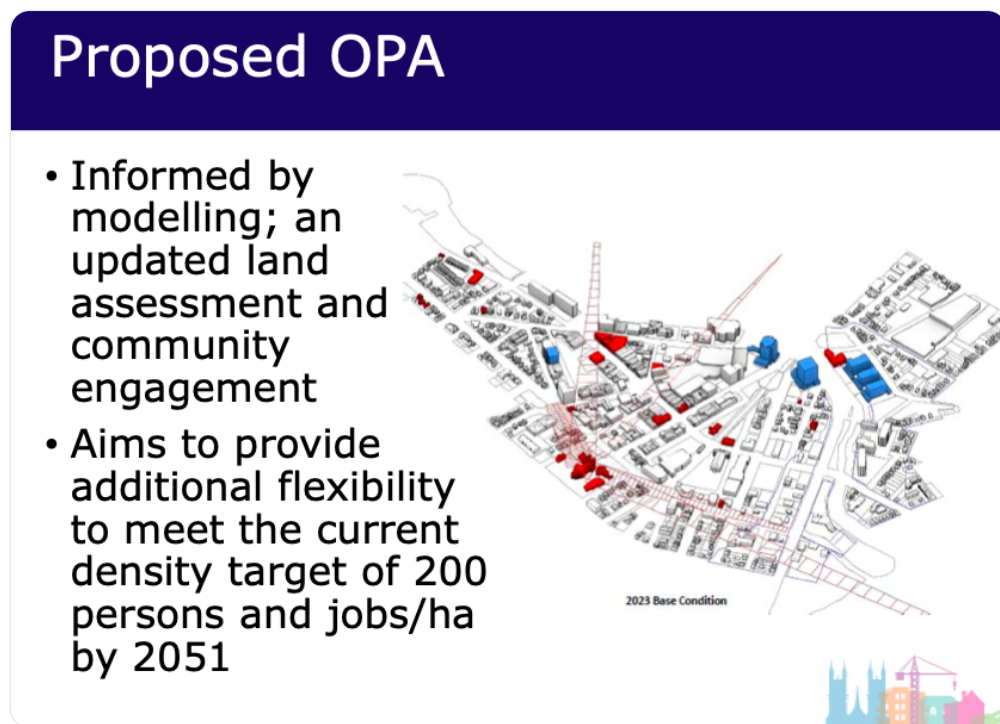 Proposed OPA
• Informed by
modelling; an
updated land
assessment and
community
engagement
• Aims to provide
additional flexibility
to meet the current
density target of 200
persons and jobs/ha
by 2051
2023 Base Condition